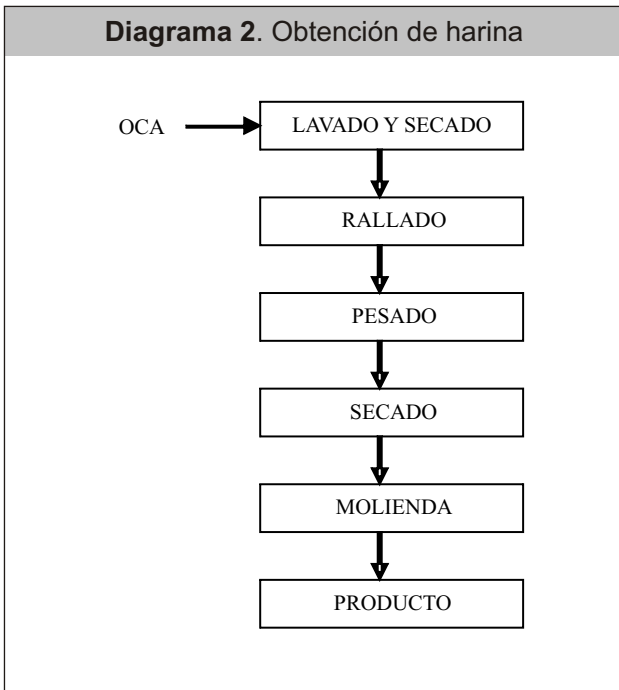 Diagrama 2. Obtención de harina
OCA
LAVADO Y SECADO
RALLADO
PESADO
SECADO
MOLIENDA
PRODUCTO